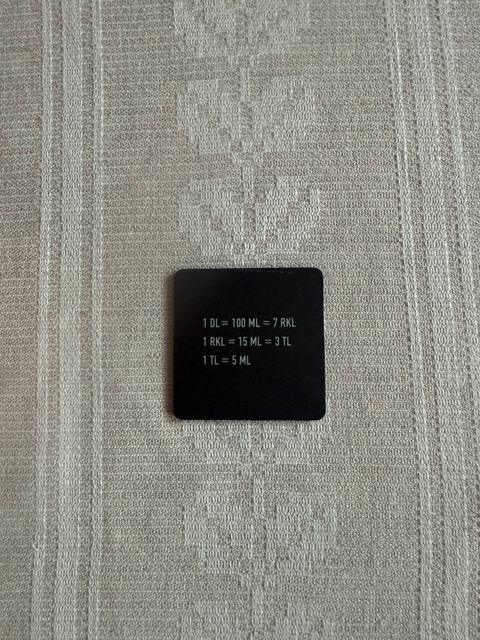 1 DL = 100 ML = 7 RKL
1 RKL = 15 ML = 3 TL
1 TL = 5 ML